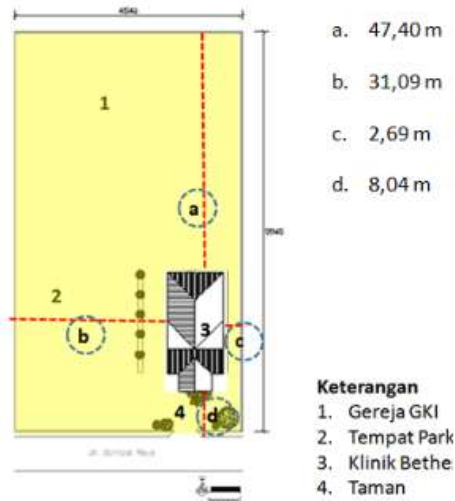 a. 47,40 m
b. 31,09 m
c. 2,69 m
d. 8,04 m
1
a
2
b
3
c
4
d
Keterangan
1. Gereja GKI
2. Tempat Park
3. Klinik Bethe
4. Taman